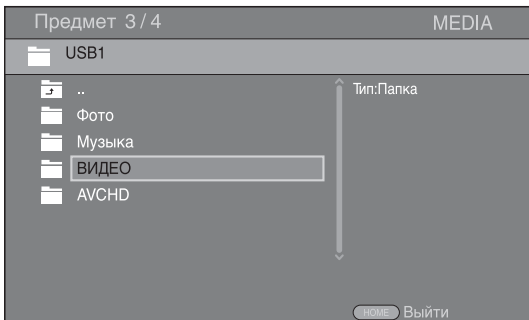 Предмет 3 / 4 MEDIA
USB1
..
Тип:Папка
Фото
Музыка
ВИДЕО
AVCHD
HOME Выйти